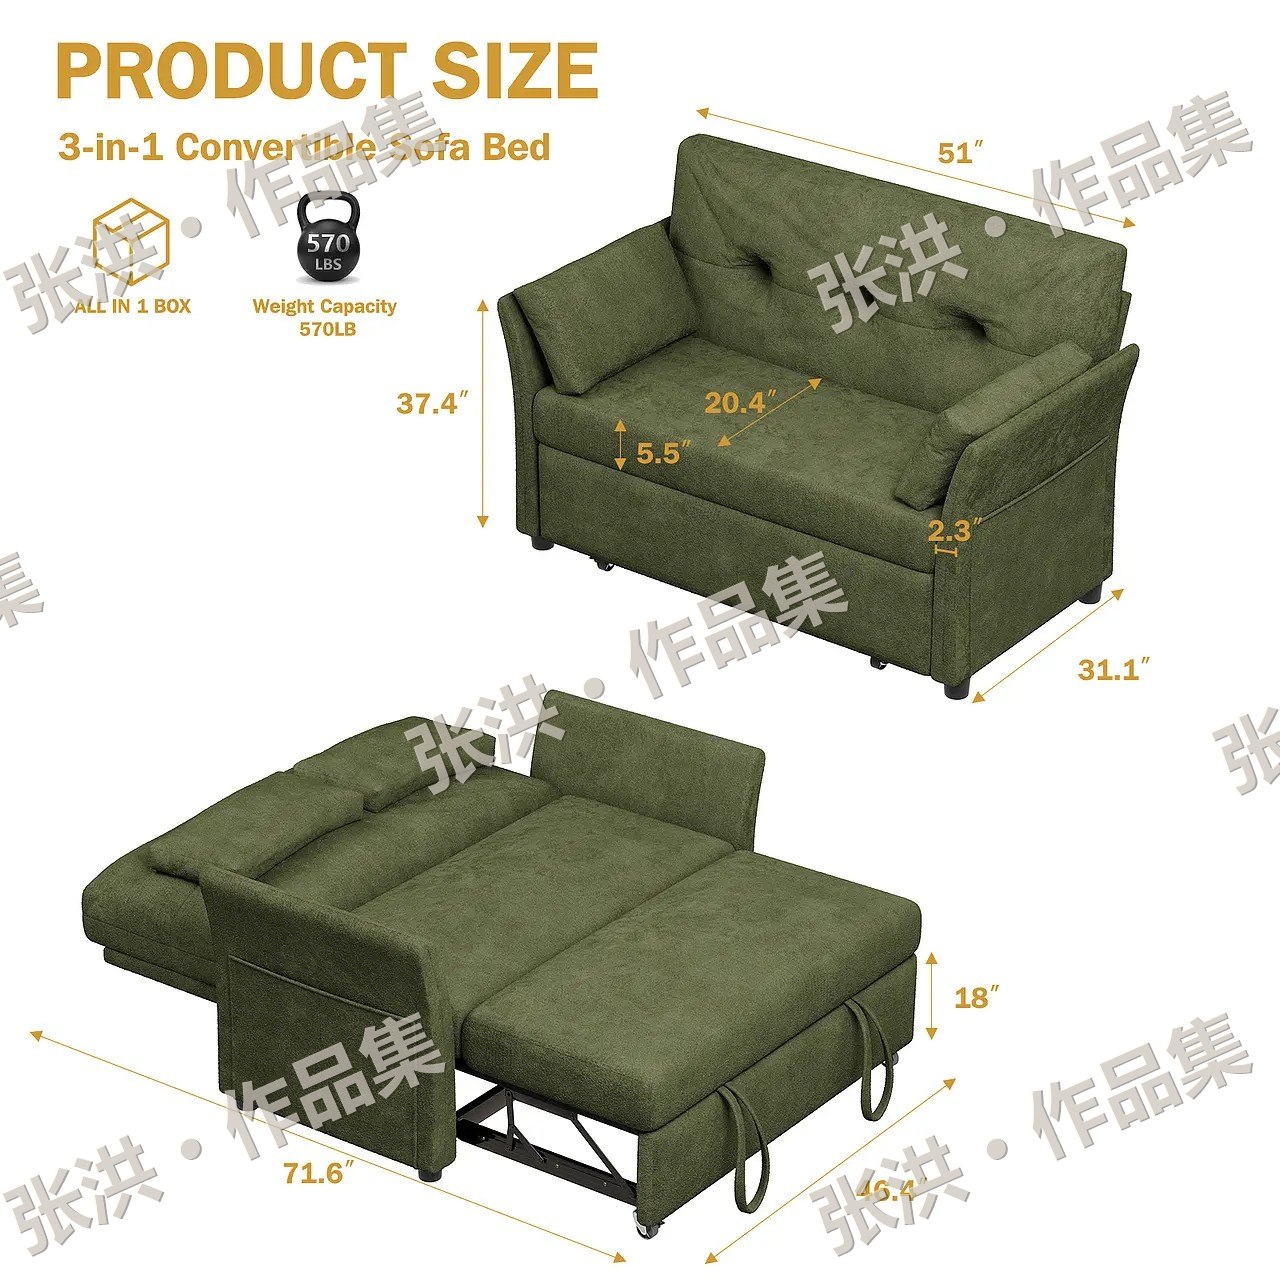 PRODUCT SIZE
3-in-1 Convertible Sofa Bed
570
LBS
ALL IN 1 BOX
Weight Capacity
570LB
51″
37.4″
20.4″
5.5″
2.3″
31.1″
18″
71.6″
46.4″
张洪·作品集
张洪·作品集
张洪·作品集
集
张
张洪·作品集
张洪·作品集